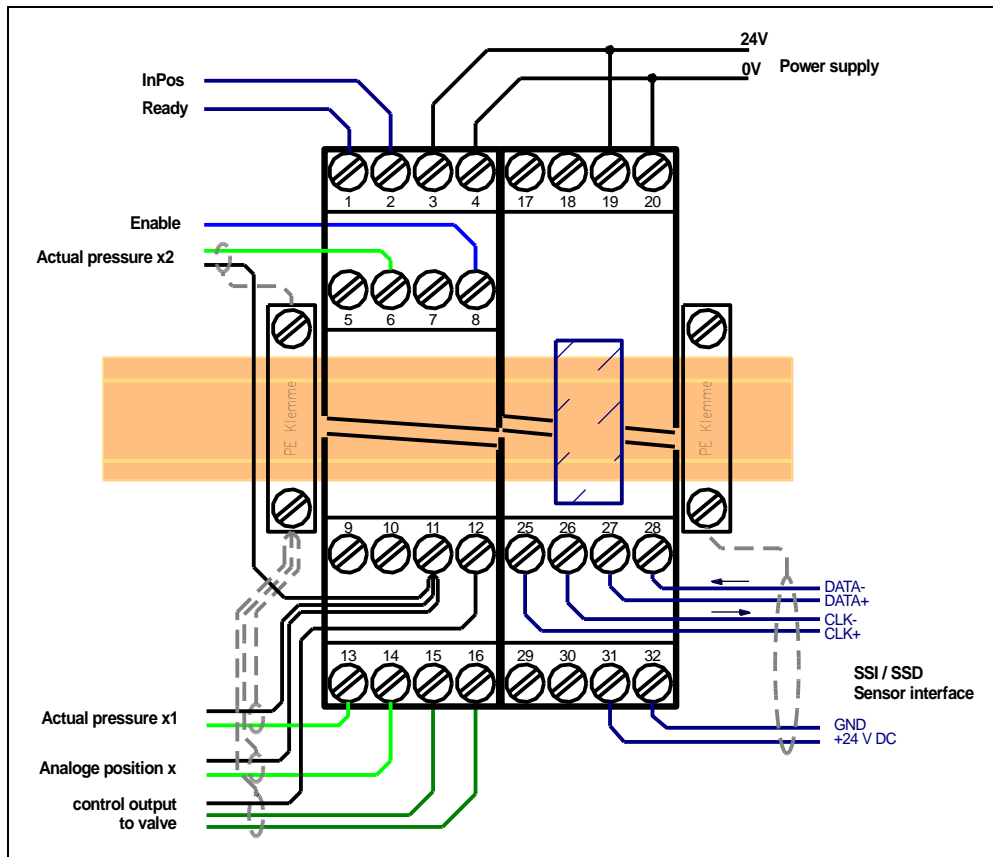 24V
0V
Power supply
InPos
Ready
1 2 3 4 17 18 19 20
Enable
Actual pressure x2
5 6 7 8
PE Klemme
PE Klemme
9 10 11 12 25 26 27 28
DATA-
DATA+
CLK-
CLK+
13 14 15 16 29 30 31 32
SSI / SSD
Sensor interface
Actual pressure x1
GND
+24 V DC
Analoge position x
control output
to valve